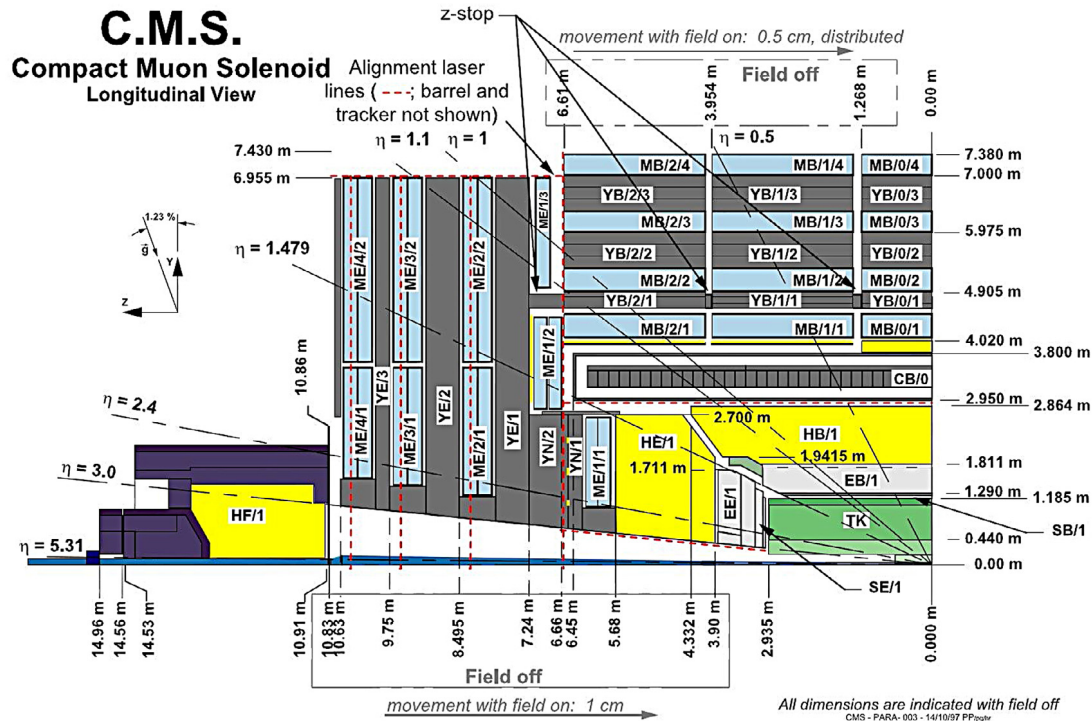 C.M.S.
Compact Muon Solenoid
Longitudinal View
Alignment laser
lines ( ---; barrel and
tracker not shown)
z-stop
movement with field on: 0.5 cm, distributed
Field off
6.61 m
3.954 m
1.268 m
0.00 m
η = 1.1
η = 1
η = 0.5
7.430 m
6.955 m
7.380 m
7.000 m
5.975 m
4.905 m
4.020 m
3.800 m
2.950 m
2.864 m
1.811 m
1.290 m
1.185 m
0.440 m
0.00 m
MB/2/4
MB/1/4
MB/0/4
YB/2/3
YB/1/3
YB/0/3
MB/2/3
MB/1/3
MB/0/3
YB/2/2
YB/1/2
YB/0/2
MB/2/2
MB/1/2
MB/0/2
YB/2/1
YB/1/1
YB/0/1
MB/2/1
MB/1/1
MB/0/1
CB/0
1.23 %
g
Y
Z
η = 1.479
10.86 m
η = 2.4
η = 3.0
η = 5.31
ME/4/2
ME/3/2
ME/2/2
ME/1/3
ME/1/2
YE/3
YE/2
YE/1
ME/4/1
ME/3/1
ME/2/1
YN/2
YN/1
ME/1/1
HE/1
2.700 m
HB/1
1.711 m
1.9415 m
EB/1
EE/1
TK
SB/1
SE/1
HF/1
14.96 m
14.56 m
14.53 m
10.91 m
10.83 m
10.63 m
9.75 m
8.495 m
7.24 m
6.66 m
6.45 m
5.68 m
4.332 m
3.90 m
2.935 m
0.000 m
Field off
movement with field on: 1 cm
All dimensions are indicated with field off
CMS - PARA- 003 - 14/10/97